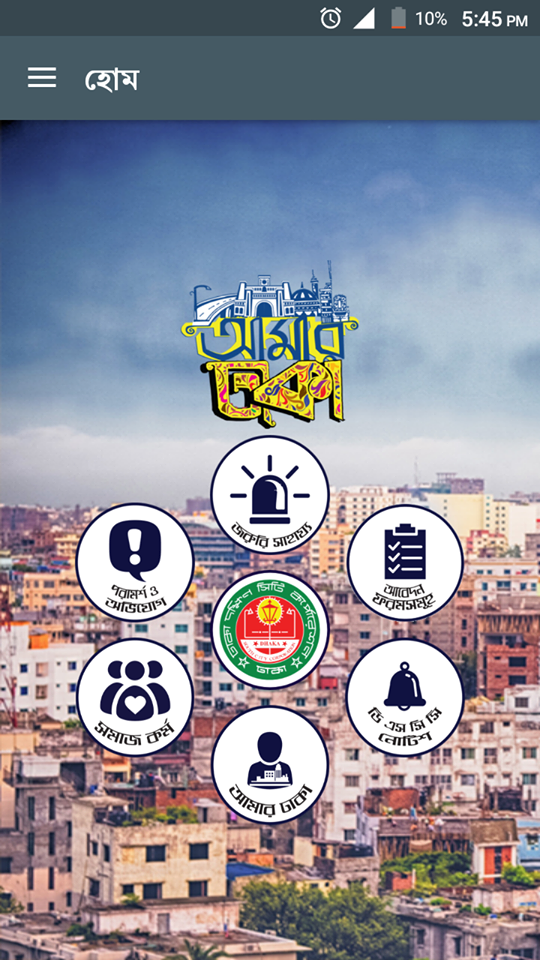 10% 5:45 PM
হোম
আমার
ঢাকা
জরুরি সাহায্য
পরামর্শ ও
অভিযোগ
আবেদন
ফরমসমূহ
ঢাকা দক্ষিণ সিটি কর্পোরেশন
DHAKA
ঢাকা
সমাজ কর্ম
ডি এস সি সি
নোটিশ
আমার ঢাকা